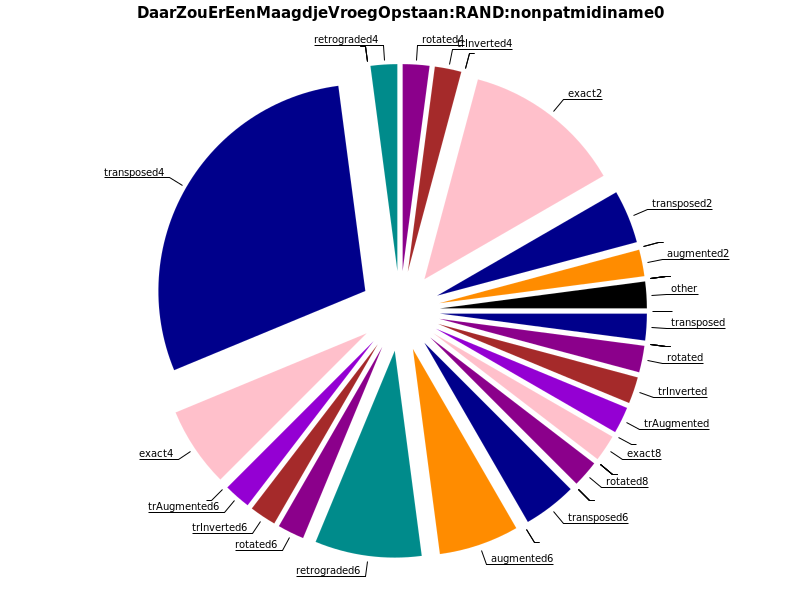 DaarZouErEenMaagdjeVroegOpstaan:RAND:nonpatmidiname0
retrograded4
rotated4
trInverted4
exact2
transposed4
transposed2
augmented2
other
transposed
rotated
trInverted
trAugmented
exact8
exact4
rotated8
trAugmented6
transposed6
trInverted6
rotated6
augmented6
retrograded6